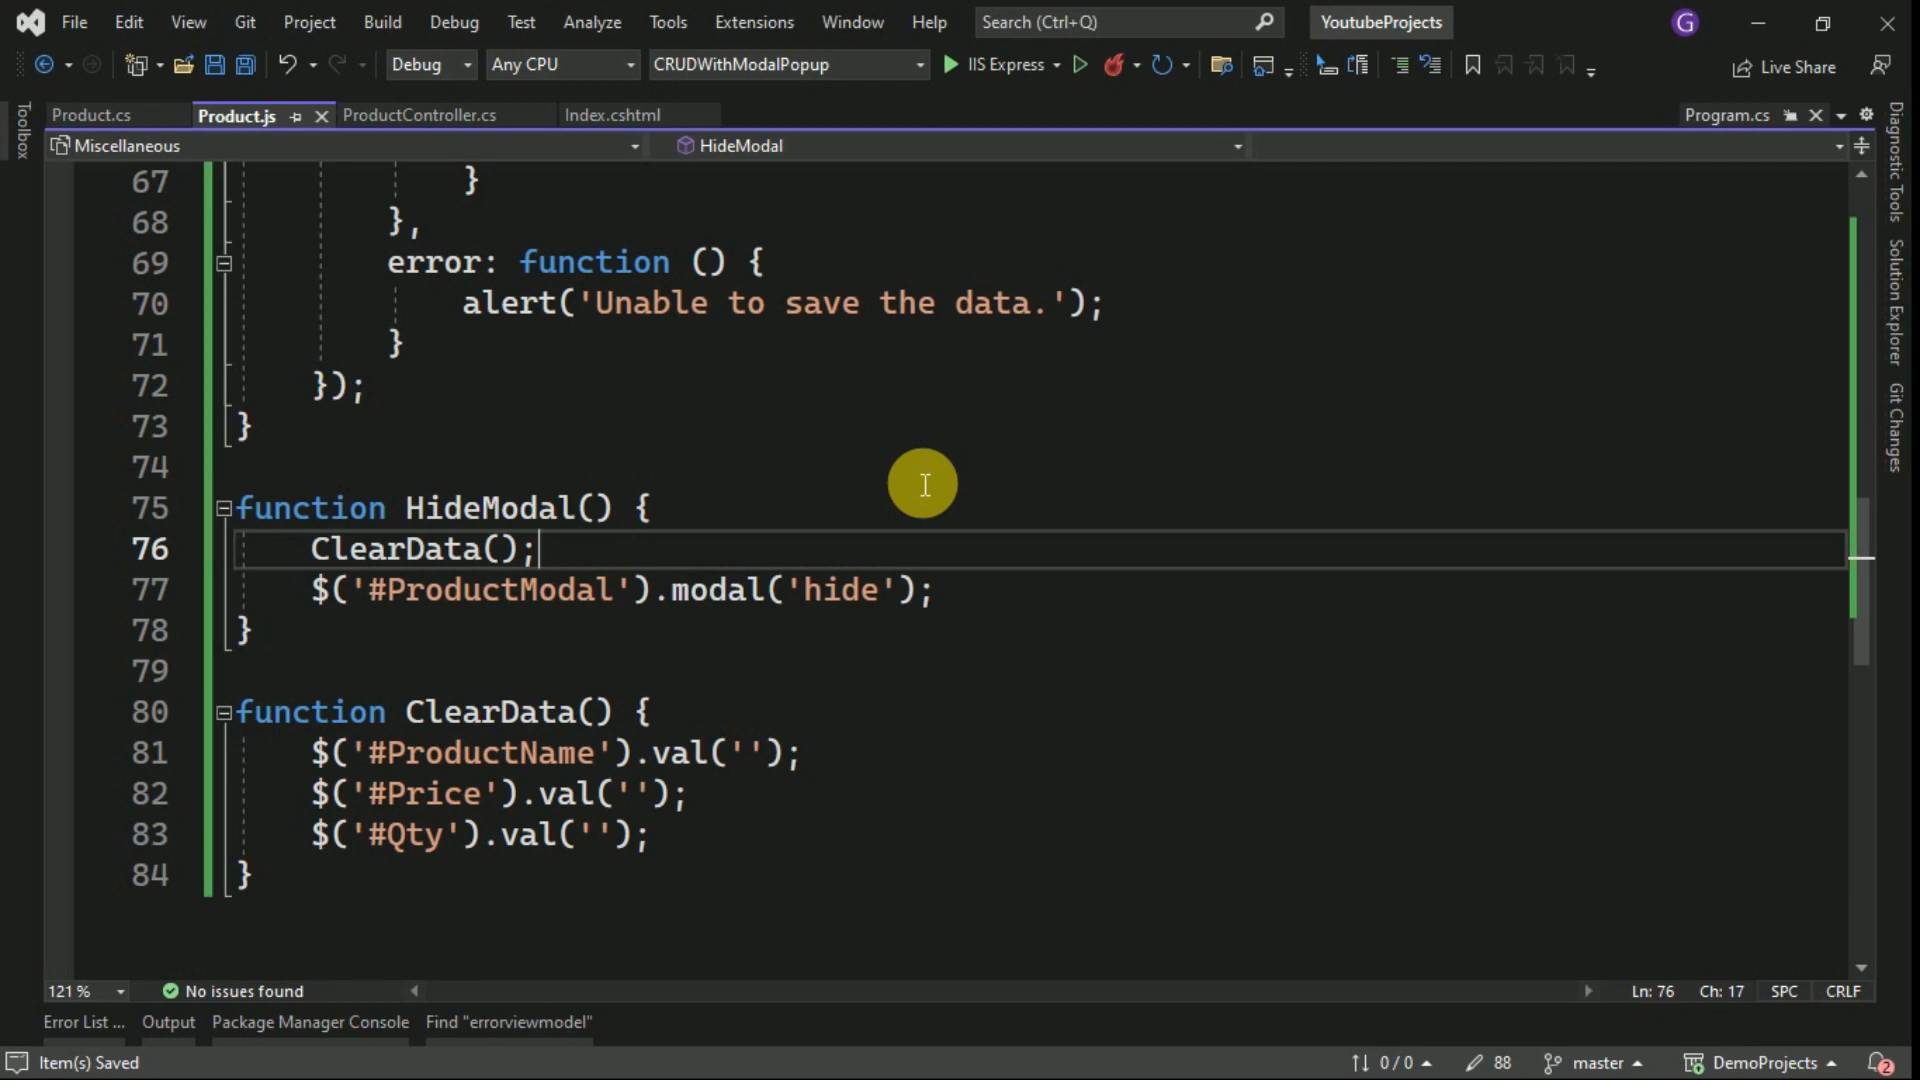 File Edit View Git Project Build Debug Test Analyze Tools Extensions Window Help Search (Ctrl+Q) YoutubeProjects G
Debug Any CPU CRUDWithModalPopup IIS Express Live Share
Toolbox
Product.cs Product.js ProductController.cs Index.cshtml Program.cs
Miscellaneous HideModal
67 }
68 },
69 error: function () {
70 alert('Unable to save the data.');
71 }
72 });
73 }
74
75 function HideModal() {
76 ClearData();
77 $('#ProductModal').modal('hide');
78 }
79
80 function ClearData() {
81 $('#ProductName').val('');
82 $('#Price').val('');
83 $('#Qty').val('');
84 }
Diagnostic Tools
Solution Explorer
Git Changes
121 % No issues found Ln: 76 Ch: 17 SPC CRLF
Error List ... Output Package Manager Console Find "errorviewmodel"
Item(s) Saved 0 / 0 88 master DemoProjects 2